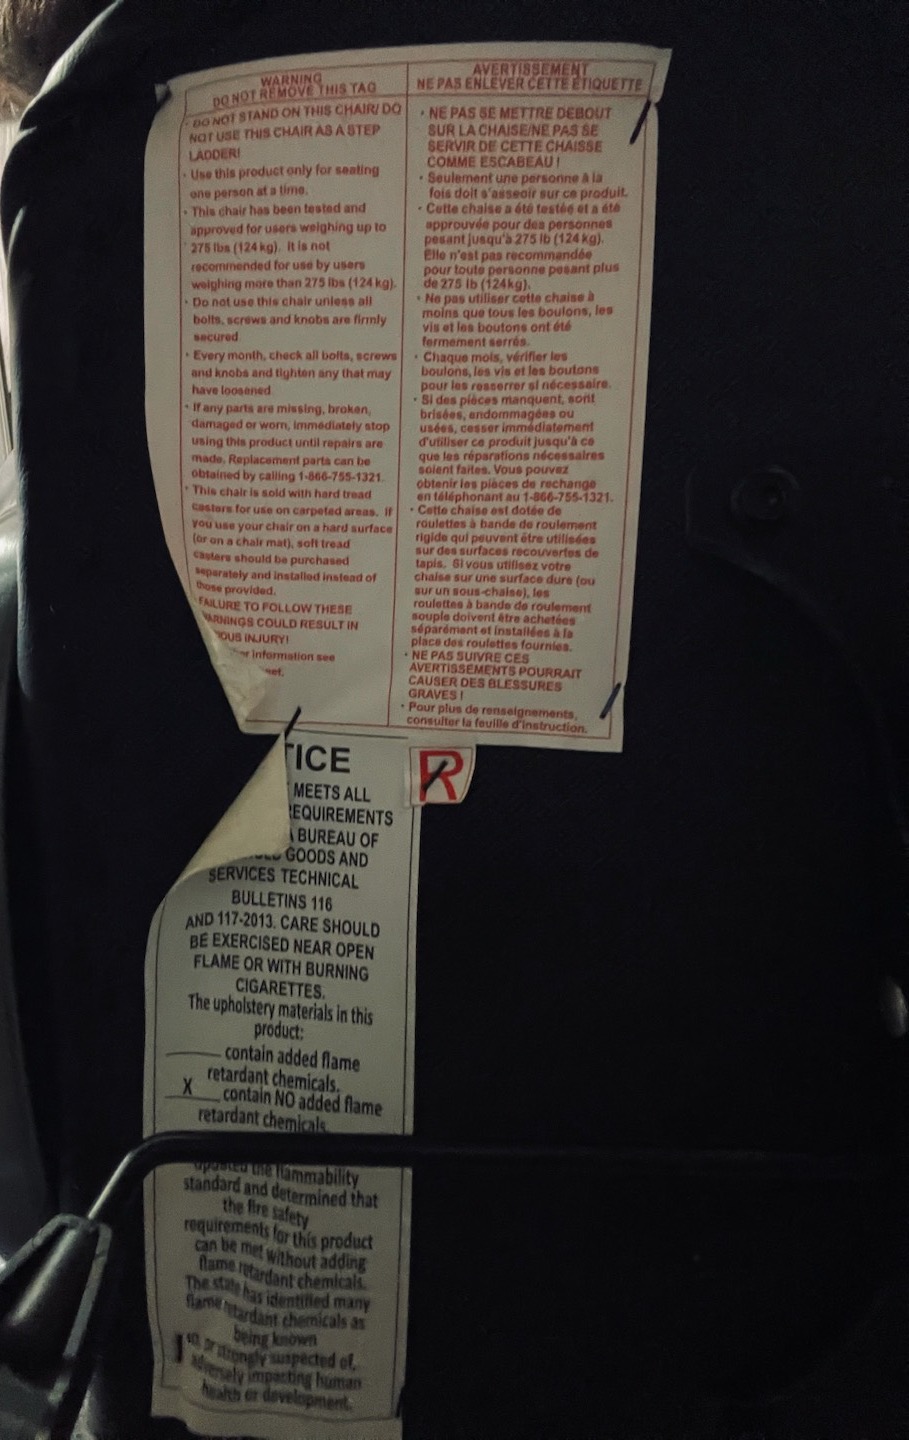 WARNING
DO NOT REMOVE THIS TAG
· DO NOT STAND ON THIS CHAIR/ DO
NOT USE THIS CHAIR AS A STEP
LADDER!
· Use this product only for seating
one person at a time.
· This chair has been tested and
approved for users weighing up to
275 lbs (124 kg). It is not
recommended for use by users
weighing more than 275 lbs (124 kg).
· Do not use this chair unless all
bolts, screws and knobs are firmly
secured
· Every month, check all bolts, screws
and knobs and tighten any that may
have loosened
· If any parts are missing, broken,
damaged or worn, immediately stop
using this product until repairs are
made. Replacement parts can be
obtained by calling 1-866-755-1321.
· This chair is sold with hard tread
casters for use on carpeted areas. If
you use your chair on a hard surface
(or on a chair mat), soft tread
casters should be purchased
separately and installed instead of
those provided.
FAILURE TO FOLLOW THESE
ARNINGS COULD RESULT IN
OUS INJURY!
information see
AVERTISSEMENT
NE PAS ENLEVER CETTE ÉTIQUETTE
· NE PAS SE METTRE DEBOUT
SUR LA CHAISE/NE PAS SE
SERVIR DE CETTE CHAISSE
COMME ESCABEAU !
· Seulement une personne à la
fois doit s'asseoir sur ce produit.
· Cette chaise a été testée et a été
approuvée pour des personnes
pesant jusqu'à 275 lb (124 kg).
Elle n'est pas recommandée
pour toute personne pesant plus
de 275 lb (124kg).
· Ne pas utiliser cette chaise à
moins que tous les boulons, les
vis et les boutons ont été
fermement serrés.
· Chaque mois, vérifier les
boulons, les vis et les boutons
pour les resserrer si nécessaire.
· Si des pièces manquent, sont
brisées, endommagées ou
usées, cesser immédiatement
d'utiliser ce produit jusqu'à ce
que les réparations nécessaires
soient faites. Vous pouvez
obtenir les pièces de rechange
en téléphonant au 1-866-755-1321.
· Cette chaise est dotée de
roulettes à bande de roulement
rigide qui peuvent être utilisées
sur des surfaces recouvertes de
tapis. Si vous utilisez votre
chaise sur une surface dure (ou
sur un sous-chaise), les
roulettes à bande de roulement
souple doivent être achetées
séparément et installées à la
place des roulettes fournies.
· NE PAS SUIVRE CES
AVERTISSEMENTS POURRAIT
CAUSER DES BLESSURES
GRAVES !
· Pour plus de renseignements,
consulter la feuille d'instruction.
R
TICE
MEETS ALL
REQUIREMENTS
A BUREAU OF
GOODS AND
SERVICES TECHNICAL
BULLETINS 116
AND 117-2013. CARE SHOULD
BE EXERCISED NEAR OPEN
FLAME OR WITH BURNING
CIGARETTES.
The upholstery materials in this
product:
contain added flame
retardant chemicals.
X contain NO added flame
retardant chemicals.
updated the flammability
standard and determined that
the fire safety
requirements for this product
can be met without adding
flame retardant chemicals.
The state has identified many
flame retardant chemicals as
being known
to, or strongly suspected of,
adversely impacting human
health or development.